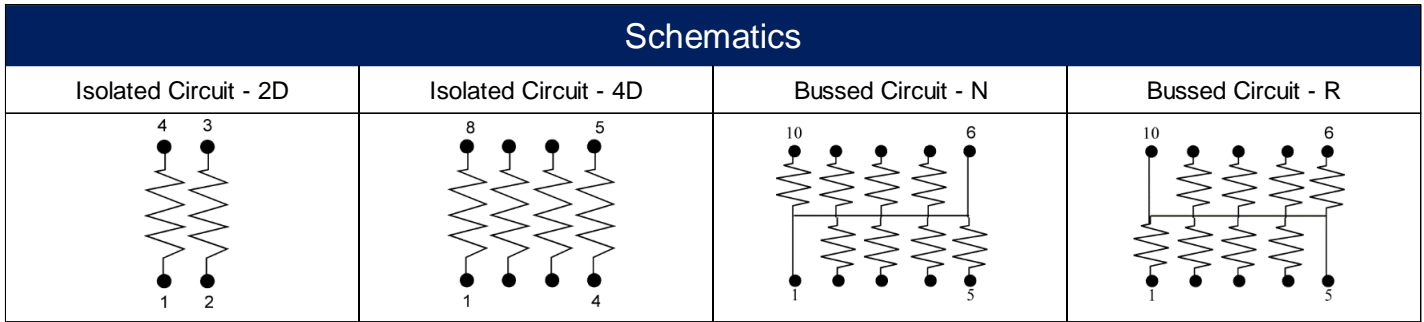 Schematics
Isolated Circuit - 2D
Isolated Circuit - 4D
Bussed Circuit - N
Bussed Circuit - R
4 3
1 2
8 5
1 4
10 6
1 5
10 6
1 5